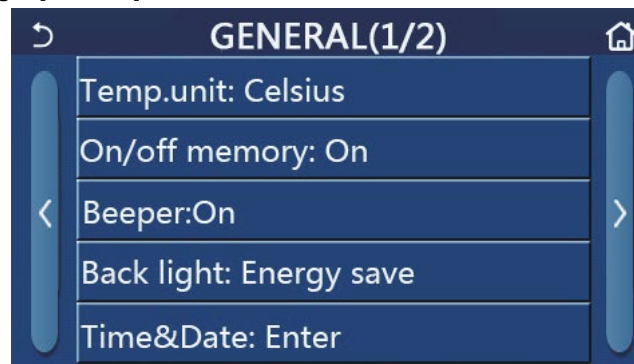 GENERAL(1/2)
Temp.unit: Celsius
On/off memory: On
Beeper:On
Back light: Energy save
Time&Date: Enter